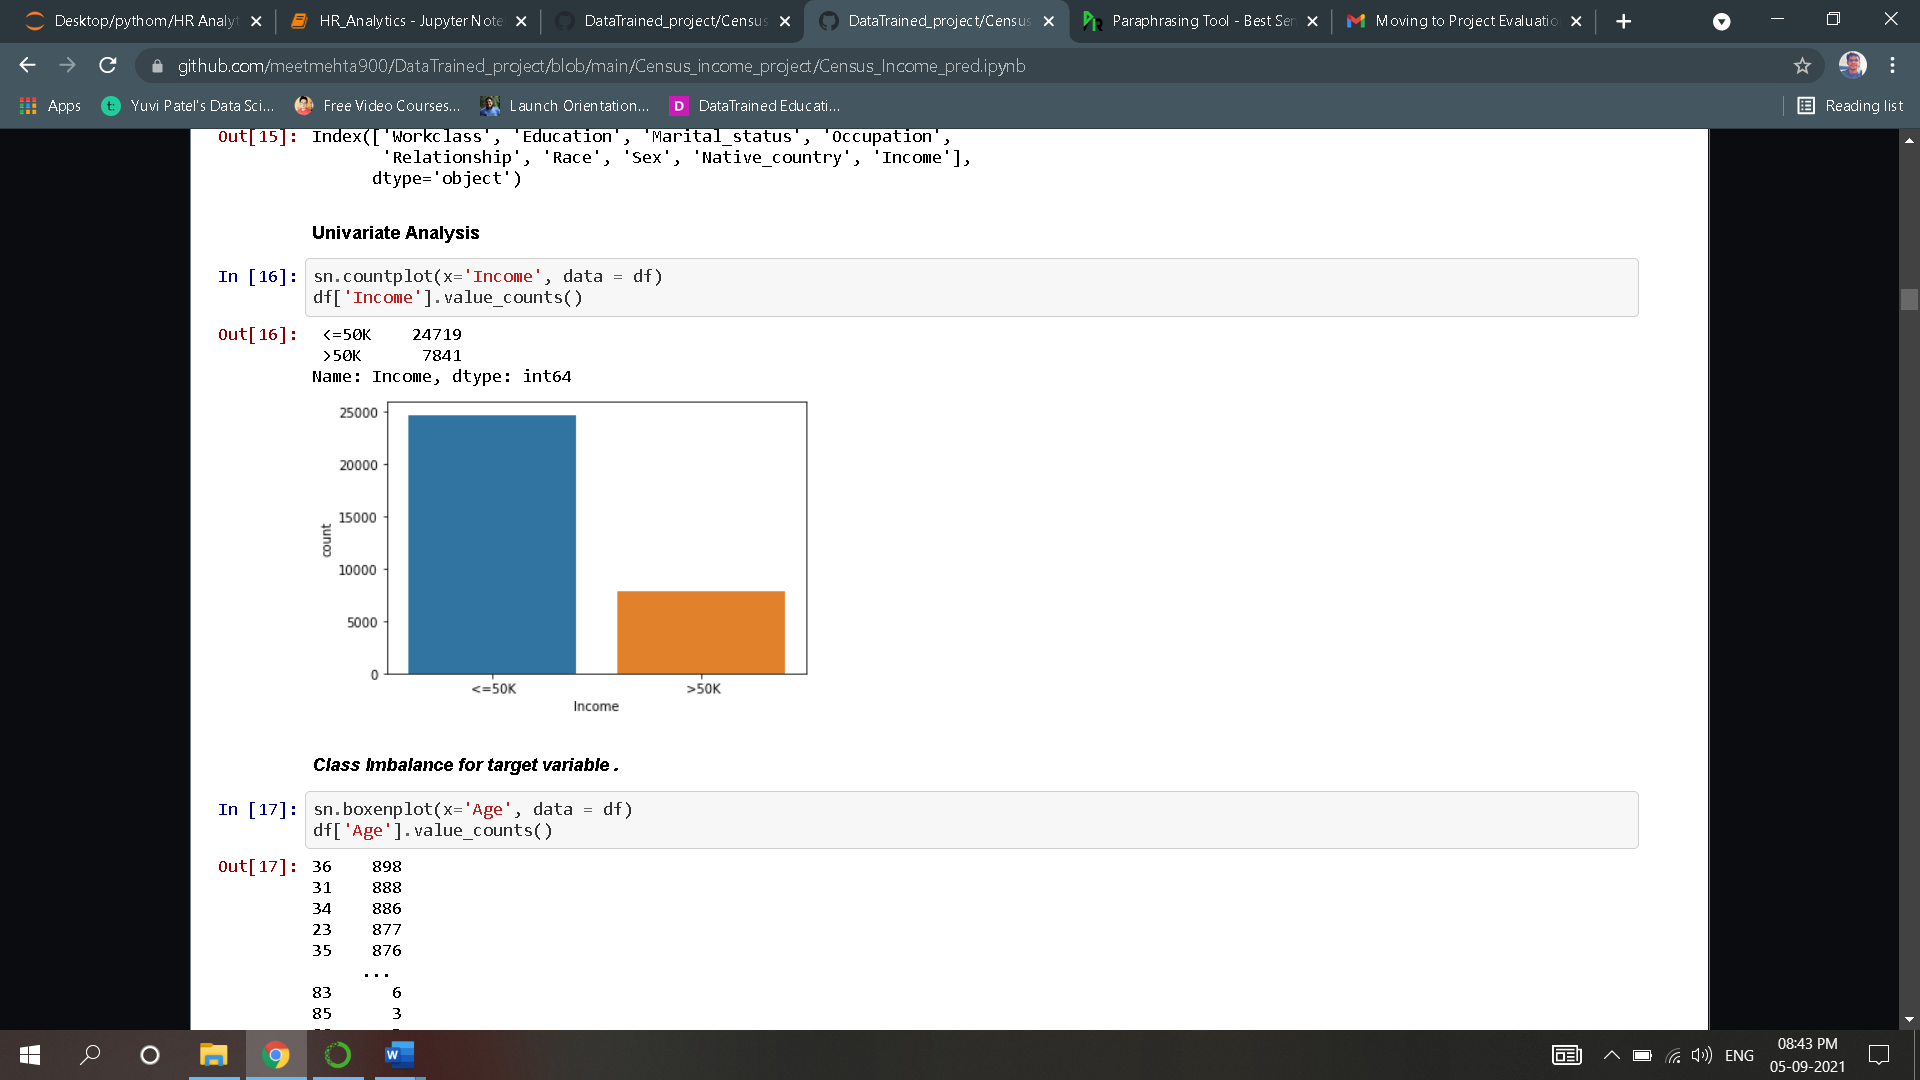 Desktop/pythom/HR Analyt
HR_Analytics - Jupyter Note
DataTrained_project/Census
DataTrained_project/Census
Paraphrasing Tool - Best Ser
Moving to Project Evaluatio
github.com/meetmehta900/DataTrained_project/blob/main/Census_income_project/Census_Income_pred.ipynb
Apps
Yuvi Patel's Data Sci...
Free Video Courses...
Launch Orientation...
D
DataTrained Educati...
Reading list
Out[15]: Index(['Workclass', 'Education', 'Marital_status', 'Occupation',
'Relationship', 'Race', 'Sex', 'Native_country', 'Income'],
dtype='object')
Univariate Analysis
In [16]: sn.countplot(x='Income', data = df)
df['Income'].value_counts()
Out[16]: <=50K 24719
>50K 7841
Name: Income, dtype: int64
25000
20000
15000
10000
5000
0
count
<=50K >50K
Income
Class Imbalance for target variable .
In [17]: sn.boxenplot(x='Age', data = df)
df['Age'].value_counts()
Out[17]: 36 898
31 888
34 886
23 877
35 876
...
83 6
85 3
W
ENG
08:43 PM
05-09-2021